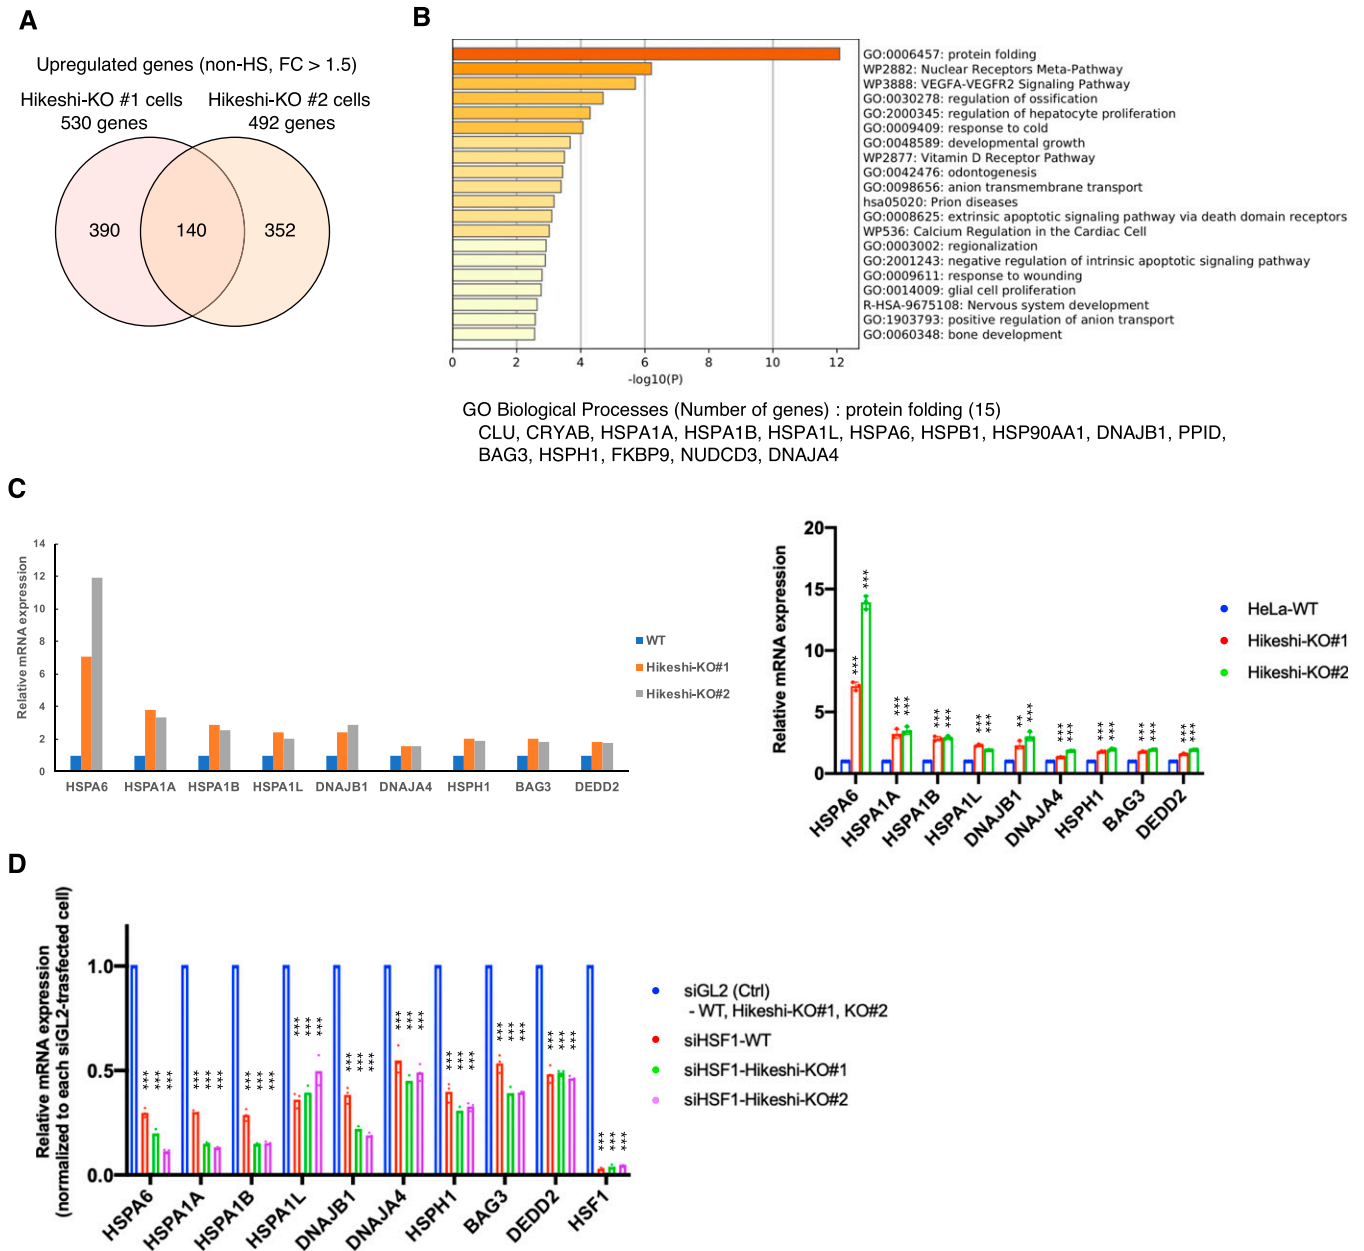 A
Upregulated genes (non-HS, FC > 1.5)
Hikeshi-KO #1 cells
530 genes
Hikeshi-KO #2 cells
492 genes
390
140
352
B
GO:0006457: protein folding
WP2882: Nuclear Receptors Meta-Pathway
WP3888: VEGFA-VEGFR2 Signaling Pathway
GO:0030278: regulation of ossification
GO:2000345: regulation of hepatocyte proliferation
GO:0009409: response to cold
GO:0048589: developmental growth
WP2877: Vitamin D Receptor Pathway
GO:0042476: odontogenesis
GO:0098656: anion transmembrane transport
hsa05020: Prion diseases
GO:0008625: extrinsic apoptotic signaling pathway via death domain receptors
WP536: Calcium Regulation in the Cardiac Cell
GO:0003002: regionalization
GO:2001243: negative regulation of intrinsic apoptotic signaling pathway
GO:0009611: response to wounding
GO:0014009: glial cell proliferation
R-HSA-9675108: Nervous system development
GO:1903793: positive regulation of anion transport
GO:0060348: bone development
0 2 4 6 8 10 12
-log10(P)
GO Biological Processes (Number of genes) : protein folding (15)
CLU, CRYAB, HSPA1A, HSPA1B, HSPA1L, HSPA6, HSPB1, HSP90AA1, DNAJB1, PPID,
BAG3, HSPH1, FKBP9, NUDCD3, DNAJA4
C
Relative mRNA expression
14
12
10
8
6
4
2
0
HSPA6 HSPA1A HSPA1B HSPA1L DNAJB1 DNAJA4 HSPH1 BAG3 DEDD2
WT
Hikeshi-KO#1
Hikeshi-KO#2
Relative mRNA expression
20
15
10
5
0
*** ***
*** ***
*** ***
*** ***
** ***
*** ***
*** ***
*** ***
*** ***
HSPA6 HSPA1A HSPA1B HSPA1L DNAJB1 DNAJA4 HSPH1 BAG3 DEDD2
HeLa-WT
Hikeshi-KO#1
Hikeshi-KO#2
D
Relative mRNA expression
(normalized to each siGL2-trasfected cell)
1.0
0.5
0.0
*** *** ***
*** *** ***
*** *** ***
*** *** ***
*** *** ***
*** *** ***
*** *** ***
*** *** ***
*** *** ***
*** *** ***
HSPA6 HSPA1A HSPA1B HSPA1L DNAJB1 DNAJA4 HSPH1 BAG3 DEDD2 HSF1
siGL2 (Ctrl)
- WT, Hikeshi-KO#1, KO#2
siHSF1-WT
siHSF1-Hikeshi-KO#1
siHSF1-Hikeshi-KO#2